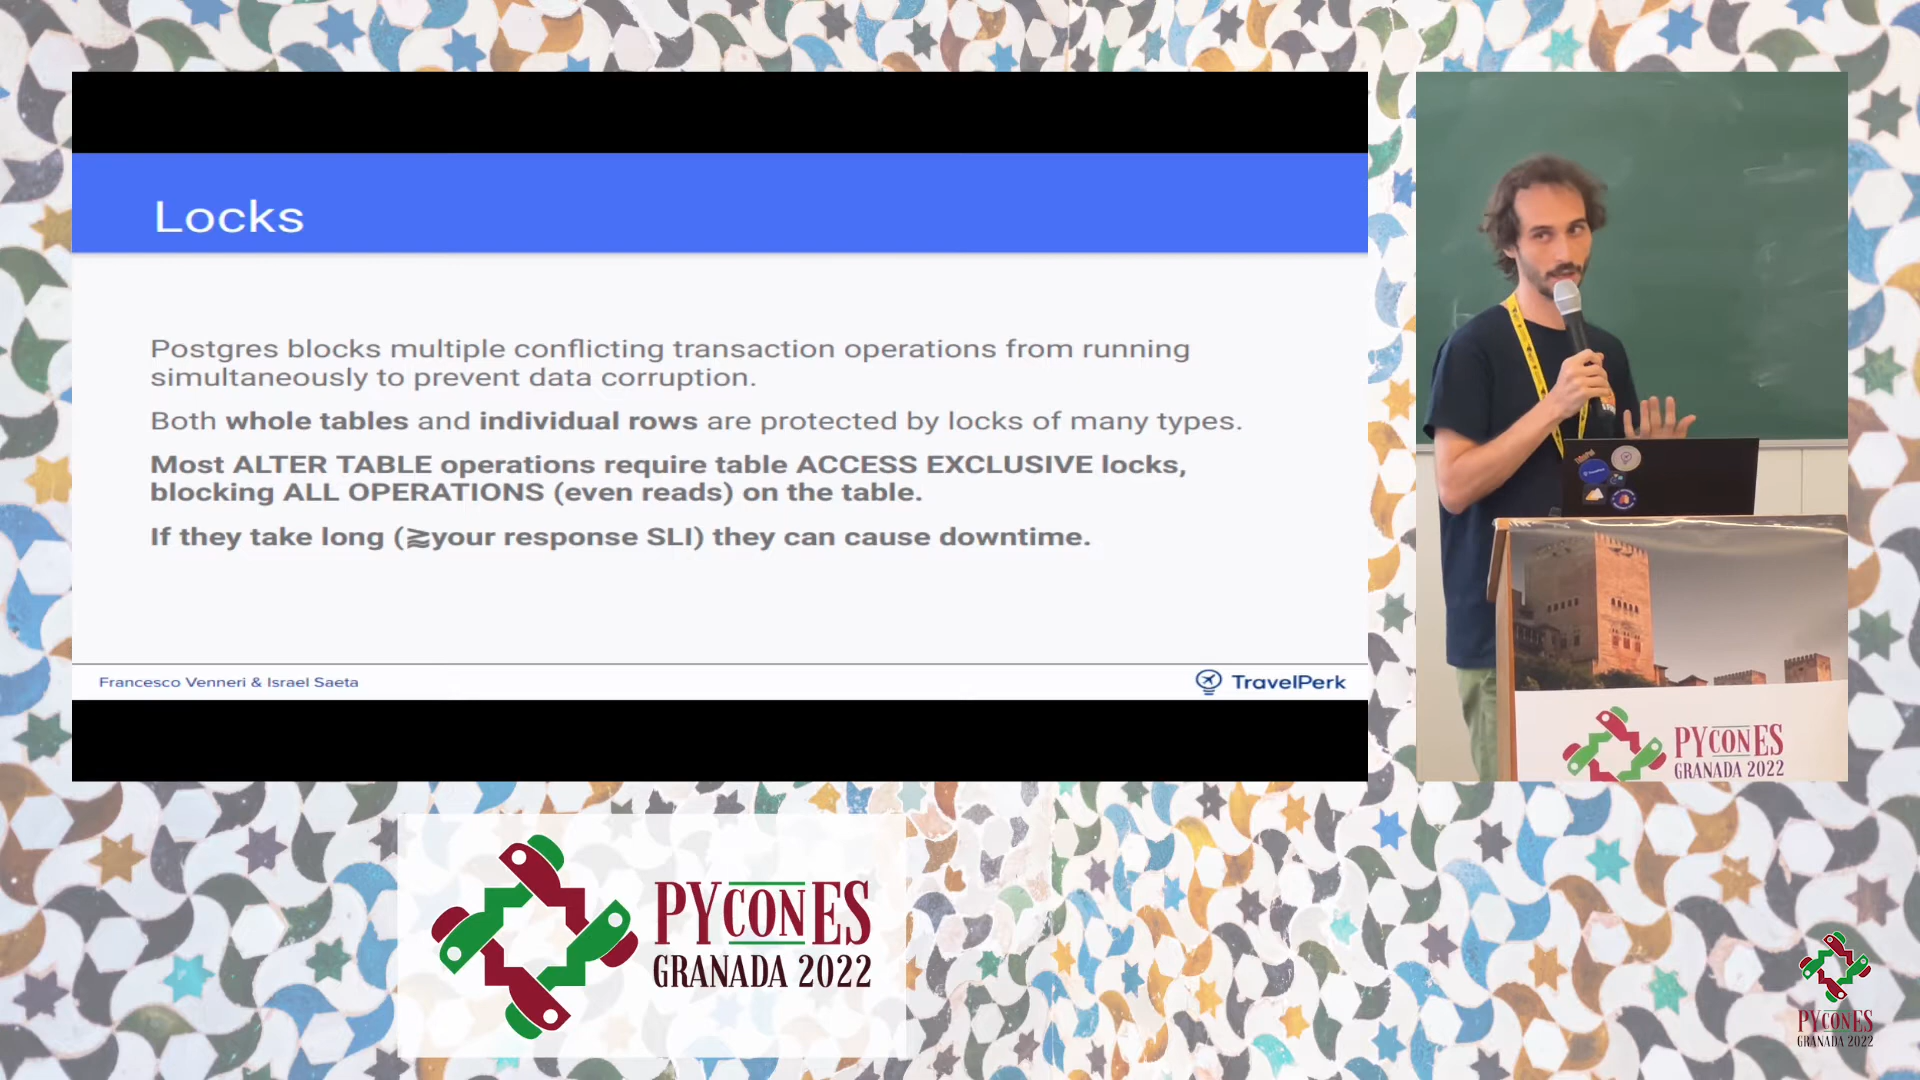 Locks
Postgres blocks multiple conflicting transaction operations from running
simultaneously to prevent data corruption.
Both whole tables and individual rows are protected by locks of many types.
Most ALTER TABLE operations require table ACCESS EXCLUSIVE locks,
blocking ALL OPERATIONS (even reads) on the table.
If they take long (≳your response SLI) they can cause downtime.
Francesco Venneri & Israel Saeta
TravelPerk
PYCONES
GRANADA 2022
PYCONES
GRANADA 2022
PYCONES
GRANADA 2022